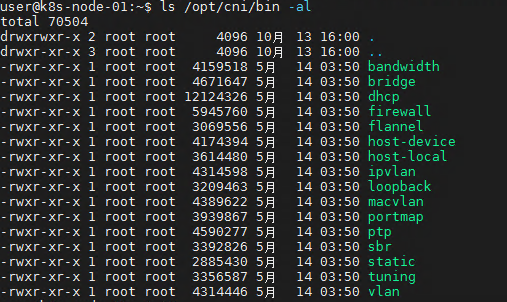 user@k8s-node-01:~$ ls /opt/cni/bin -al
total 70504
drwxrwxr-x 2 root root     4096 10月 13 16:00 .
drwxr-xr-x 3 root root     4096 10月 13 16:00 ..
-rwxr-xr-x 1 root root  4159518 5月  14 03:50 bandwidth
-rwxr-xr-x 1 root root  4671647 5月  14 03:50 bridge
-rwxr-xr-x 1 root root 12124326 5月  14 03:50 dhcp
-rwxr-xr-x 1 root root  5945760 5月  14 03:50 firewall
-rwxr-xr-x 1 root root  3069556 5月  14 03:50 flannel
-rwxr-xr-x 1 root root  4174394 5月  14 03:50 host-device
-rwxr-xr-x 1 root root  3614480 5月  14 03:50 host-local
-rwxr-xr-x 1 root root  4314598 5月  14 03:50 ipvlan
-rwxr-xr-x 1 root root  3209463 5月  14 03:50 loopback
-rwxr-xr-x 1 root root  4389622 5月  14 03:50 macvlan
-rwxr-xr-x 1 root root  3939867 5月  14 03:50 portmap
-rwxr-xr-x 1 root root  4590277 5月  14 03:50 ptp
-rwxr-xr-x 1 root root  3392826 5月  14 03:50 sbr
-rwxr-xr-x 1 root root  2885430 5月  14 03:50 static
-rwxr-xr-x 1 root root  3356587 5月  14 03:50 tuning
-rwxr-xr-x 1 root root  4314446 5月  14 03:50 vlan